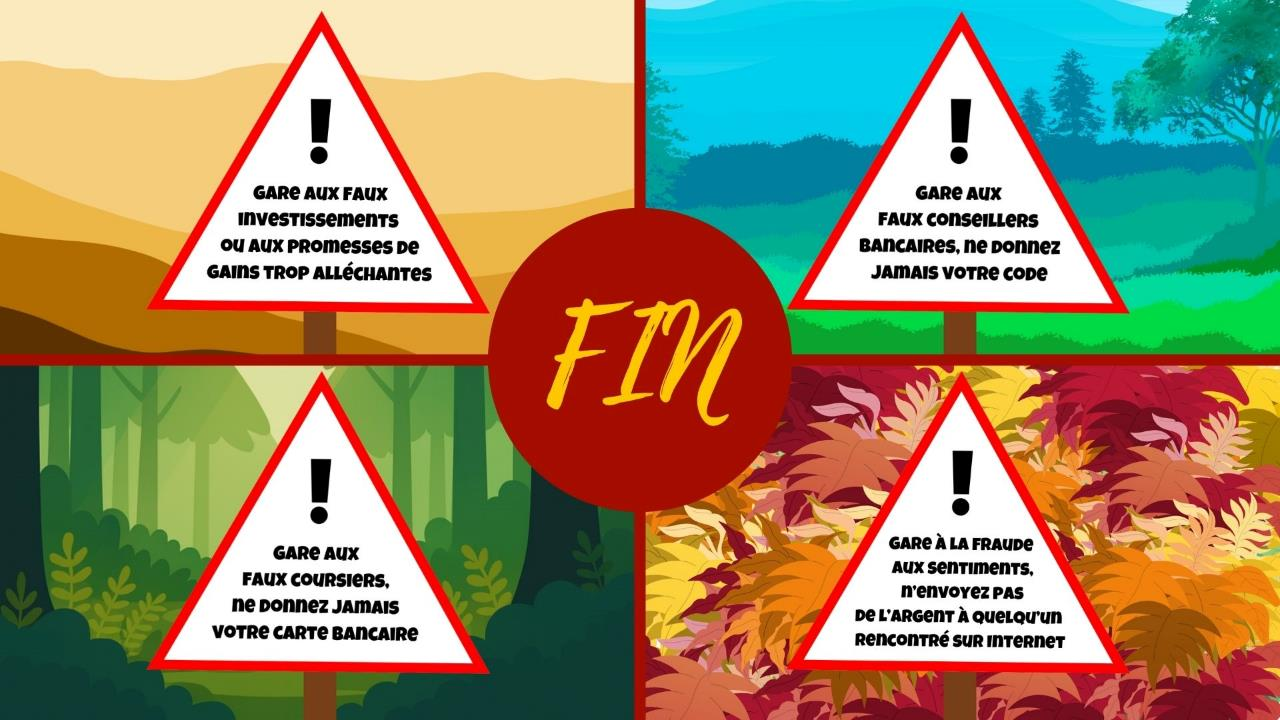 !
GARE AUX FAUX
INVESTISSEMENTS
OU AUX PROMESSES DE
GAINS TROP ALLÉCHANTES
!
GARE AUX
FAUX CONSEILLERS
BANCAIRES, NE DONNEZ
JAMAIS VOTRE CODE
FIN
!
GARE AUX
FAUX COURSIERS,
NE DONNEZ JAMAIS
VOTRE CARTE BANCAIRE
!
GARE À LA FRAUDE
AUX SENTIMENTS,
N'ENVOYEZ PAS
DE L'ARGENT À QUELQU'UN
RENCONTRÉ SUR INTERNET